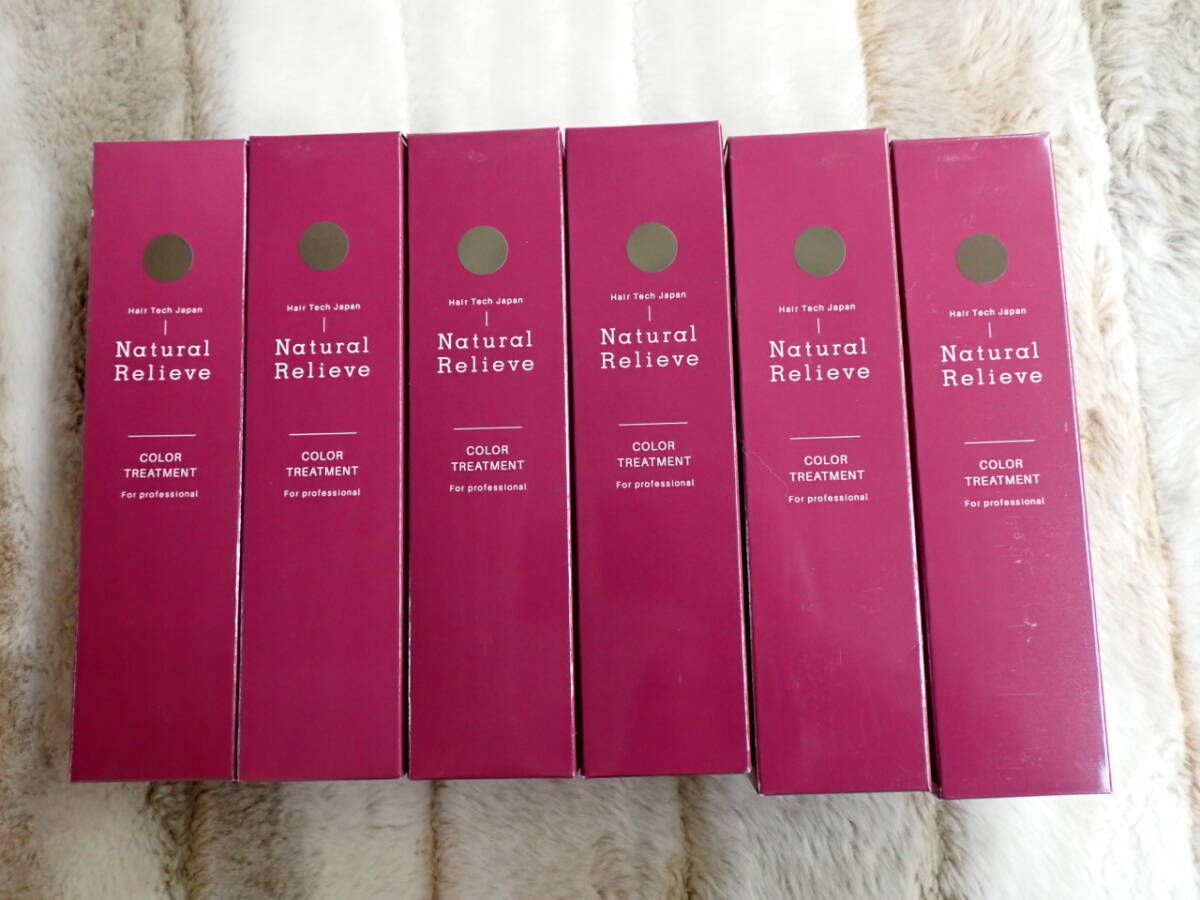 Hair Tech Japan
Natural
Relieve
COLOR
TREATMENT
For professional
Hair Tech Japan
Natural
Relieve
COLOR
TREATMENT
For professional
Hair Tech Japan
Natural
Relieve
COLOR
TREATMENT
For professional
Hair Tech Japan
Natural
Relieve
COLOR
TREATMENT
For professional
Hair Tech Japan
Natural
Relieve
COLOR
TREATMENT
For professional
Hair Tech Japan
Natural
Relieve
COLOR
TREATMENT
For professional